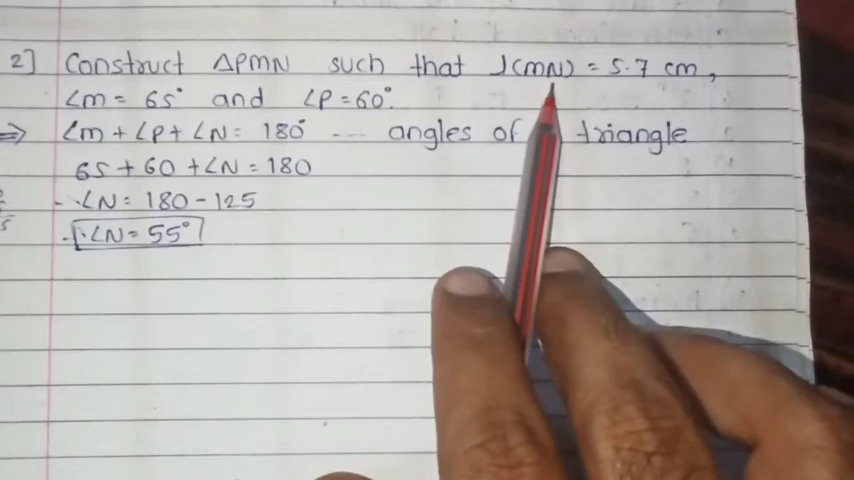 2] Construct ΔPMN such that l(MN) = 5.7 cm,
∠M = 65° and ∠P = 60°.
⇒ ∠M + ∠P + ∠N = 180° --- angles of triangle
65 + 60 + ∠N = 180
∴ ∠N = 180 - 125
∴ ∠N = 55°